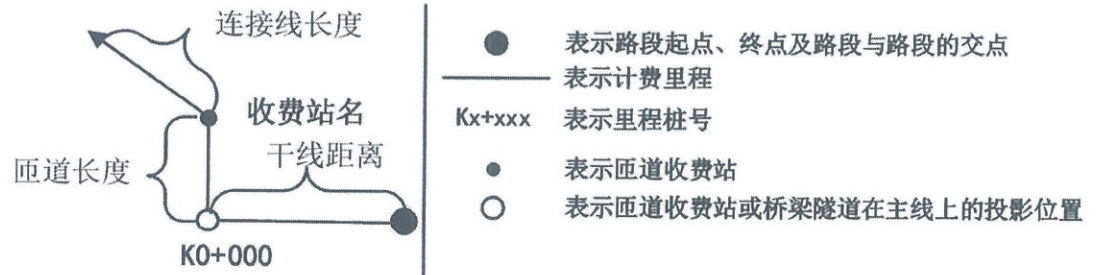 连接线长度
收费站名
干线距离
匝道长度
K0+000
表示路段起点、终点及路段与路段的交点
表示计费里程
Kx+xxx 表示里程桩号
表示匝道收费站
表示匝道收费站或桥梁隧道在主线上的投影位置